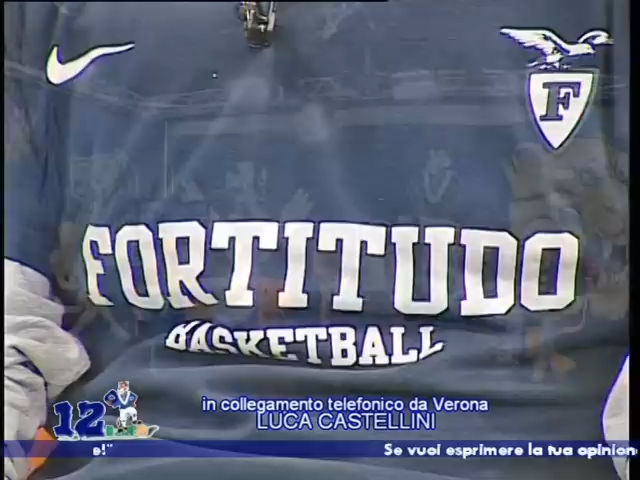 F
FORTITUDO
BASKETBALL
12
in collegamento telefonico da Verona
LUCA CASTELLINI
e!" Se vuoi esprimere la tua opinion